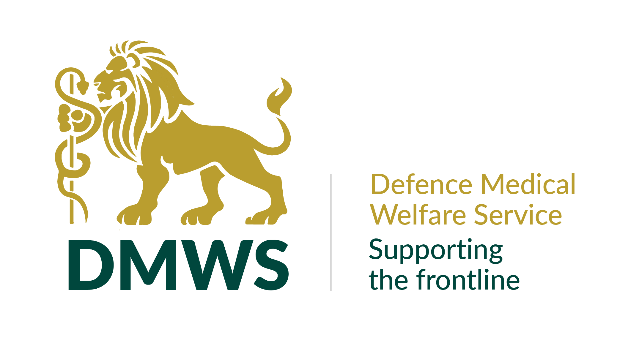 DMWS
Defence Medical
Welfare Service
Supporting
the frontline